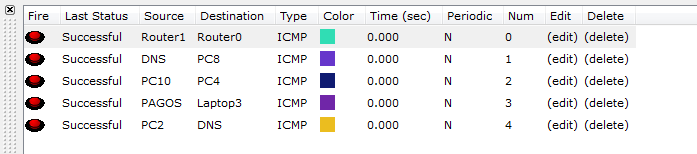 Fire Last Status Source Destination Type Color Time (sec) Periodic Num Edit Delete
Successful Router1 Router0 ICMP 0.000 N 0 (edit) (delete)
Successful DNS PC8 ICMP 0.000 N 1 (edit) (delete)
Successful PC10 PC4 ICMP 0.000 N 2 (edit) (delete)
Successful PAGOS Laptop3 ICMP 0.000 N 3 (edit) (delete)
Successful PC2 DNS ICMP 0.000 N 4 (edit) (delete)